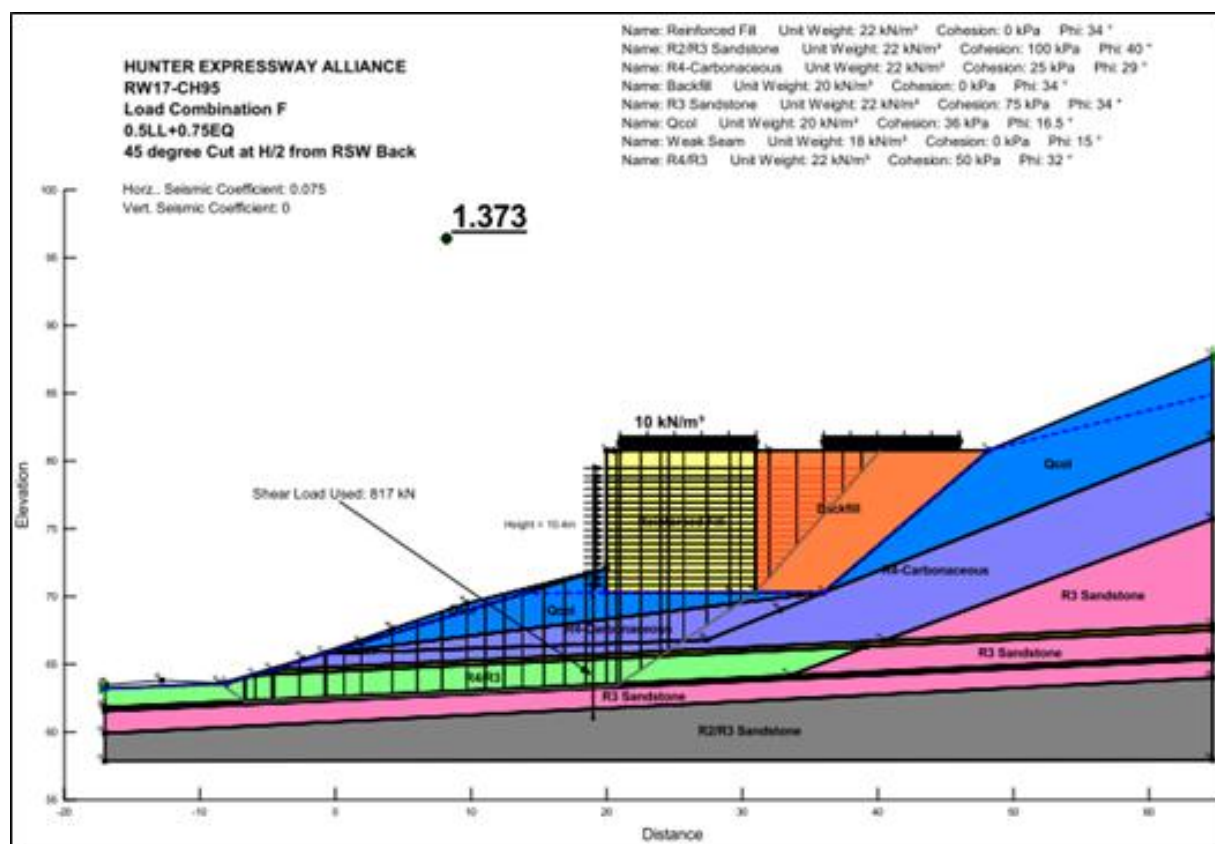 HUNTER EXPRESSWAY ALLIANCE
RW17-CH95
Load Combination F
0.5LL+0.75EQ
45 degree Cut at H/2 from RSW Back
Horz.. Seismic Coefficient: 0.075
Vert. Seismic Coefficient: 0
Name: Reinforced Fill Unit Weight: 22 kN/m³ Cohesion: 0 kPa Phi: 34 °
Name: R2/R3 Sandstone Unit Weight: 22 kN/m³ Cohesion: 100 kPa Phi: 40 °
Name: R4-Carbonaceous Unit Weight: 22 kN/m³ Cohesion: 25 kPa Phi: 29 °
Name: Backfill Unit Weight: 20 kN/m³ Cohesion: 0 kPa Phi: 34 °
Name: R3 Sandstone Unit Weight: 22 kN/m³ Cohesion: 75 kPa Phi: 34 °
Name: Qcol Unit Weight: 20 kN/m³ Cohesion: 36 kPa Phi: 16.5 °
Name: Weak Seam Unit Weight: 18 kN/m³ Cohesion: 0 kPa Phi: 15 °
Name: R4/R3 Unit Weight: 22 kN/m³ Cohesion: 50 kPa Phi: 32 °
1.373
10 kN/m³
Shear Load Used: 817 kN
Height = 10.4m
Backfill
Qcol
Qcol
R4-Carbonaceous
R4-Carbonaceous
R3 Sandstone
R3 Sandstone
R4/R3
R3 Sandstone
R2/R3 Sandstone
Elevation
100
95
90
85
80
75
70
65
60
55
-20
-10
0
10
20
30
40
50
60
Distance